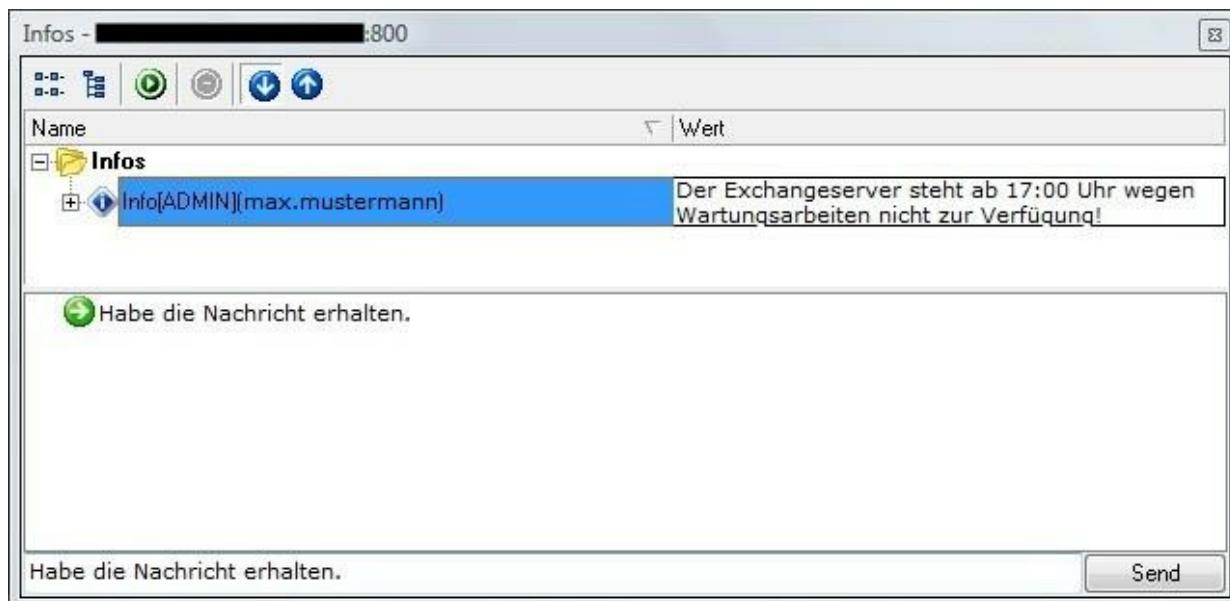 Infos - :800
Name Wert
Infos
Info[ADMIN](max.mustermann) Der Exchangeserver steht ab 17:00 Uhr wegen
Wartungsarbeiten nicht zur Verfügung!
Habe die Nachricht erhalten.
Habe die Nachricht erhalten. Send